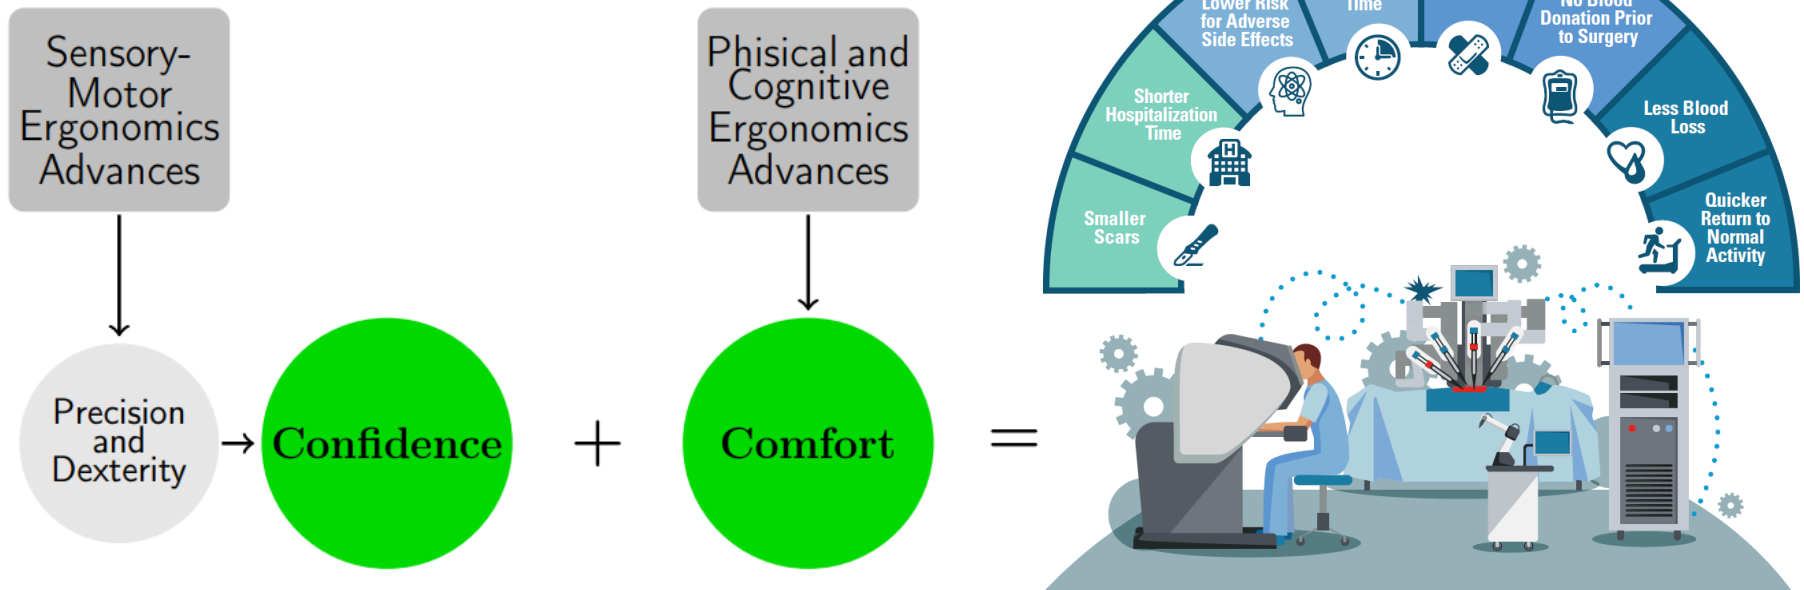 Sensory-
Motor
Ergonomics
Advances
Precision
and
Dexterity
Confidence
+
Phisical and
Cognitive
Ergonomics
Advances
Comfort
=
Smaller
Scars
Shorter
Hospitalization
Time
Lower Risk
for Adverse
Side Effects
Time
No Blood
Donation Prior
to Surgery
Less Blood
Loss
Quicker
Return to
Normal
Activity
H